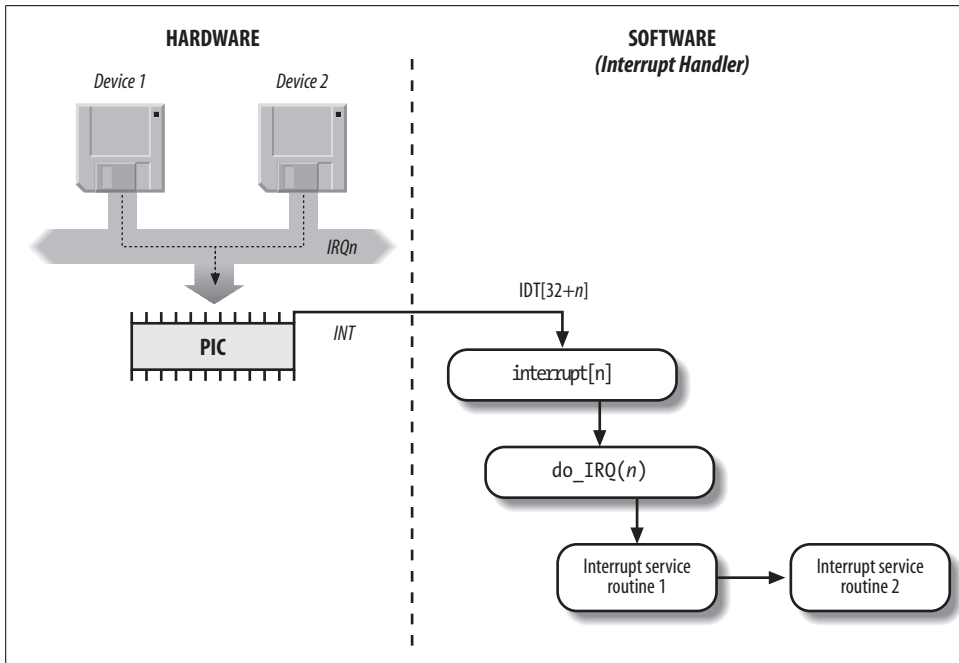 HARDWARE
SOFTWARE
(Interrupt Handler)
Device 1
Device 2
IRQn
IDT[32+n]
INT
PIC
interrupt[n]
do_IRQ(n)
Interrupt service
routine 1
Interrupt service
routine 2